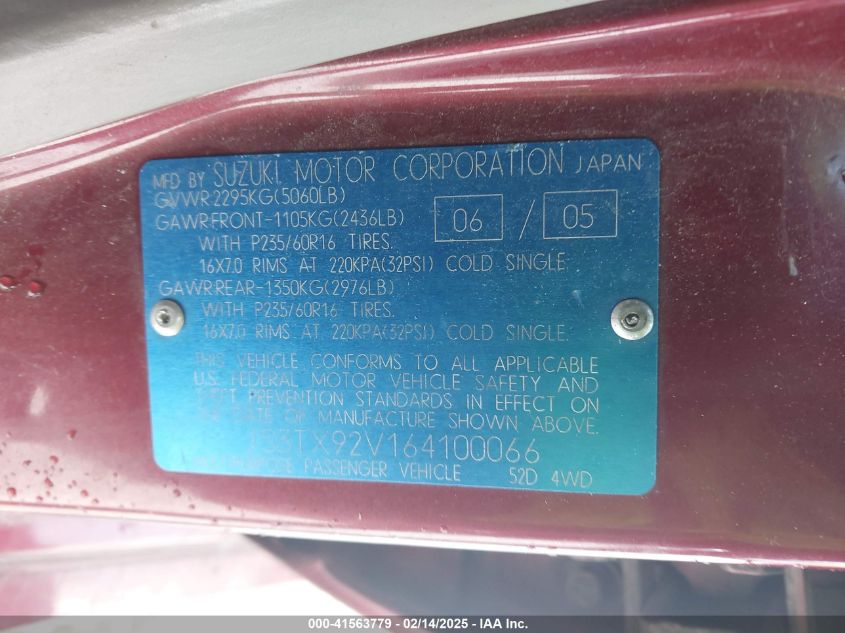 MFD BY SUZUKI MOTOR CORPORATION JAPAN
GVWR2295KG(5060LB)
GAWRFRONT-1105KG(2436LB) 06 / 05
WITH P235/60R16 TIRES.
16X7.0 RIMS AT 220KPA(32PSI) COLD SINGLE
GAWRREAR-1350KG(2976LB)
WITH P235/60R16 TIRES.
16X7.0 RIMS AT 220KPA(32PSI) COLD SINGLE.
THIS VEHICLE CONFORMS TO ALL APPLICABLE
U.S. FEDERAL MOTOR VEHICLE SAFETY AND
THEFT PREVENTION STANDARDS IN EFFECT ON
THE DATE OF MANUFACTURE SHOWN ABOVE.
JS3TX92V164100066
PASSENGER VEHICLE 52D 4WD
000-41563779 - 02/14/2025 - IAA Inc.